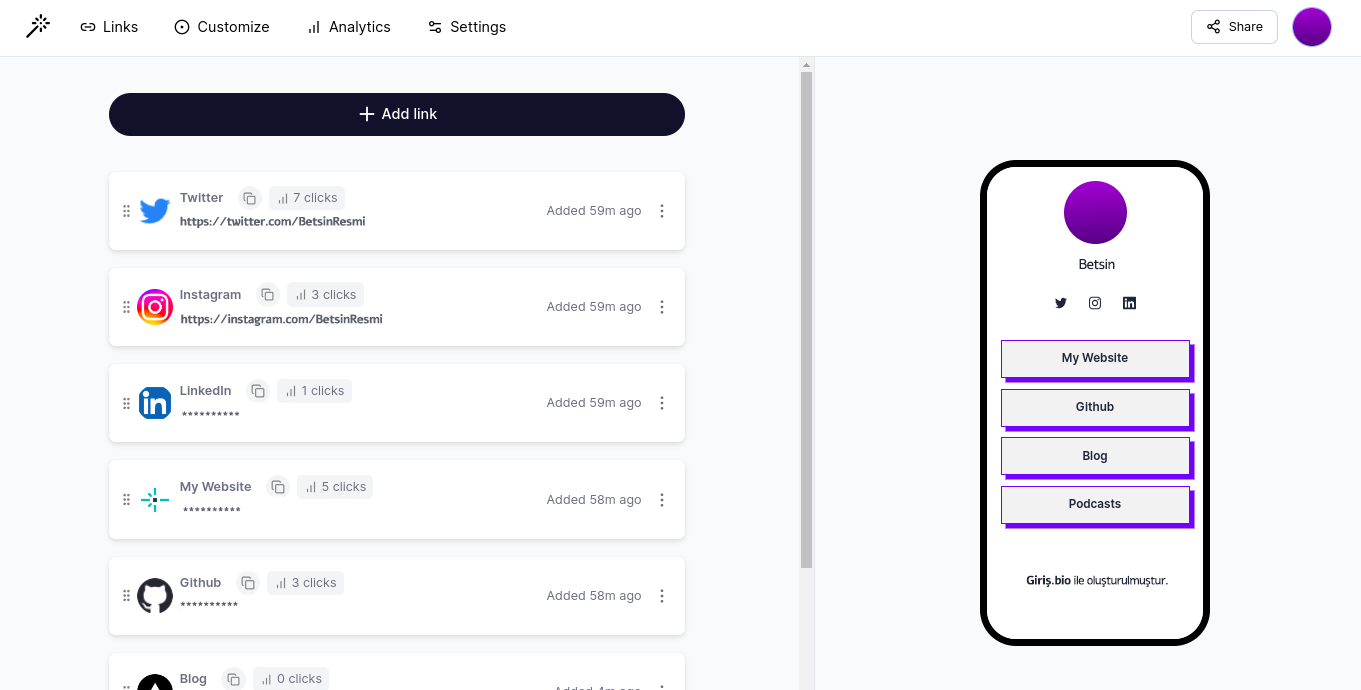 Links Customize Analytics Settings Share
Add link
Twitter 7 clicks
https://twitter.com/BetsinResmi
Added 59m ago
Instagram 3 clicks
https://instagram.com/BetsinResmi
Added 59m ago
LinkedIn 1 clicks
**********
Added 59m ago
My Website 5 clicks
**********
Added 58m ago
Github 3 clicks
**********
Added 58m ago
Blog 0 clicks
Added 4m ago
Betsin
My Website
Github
Blog
Podcasts
Giriş.bio ile oluşturulmuştur.